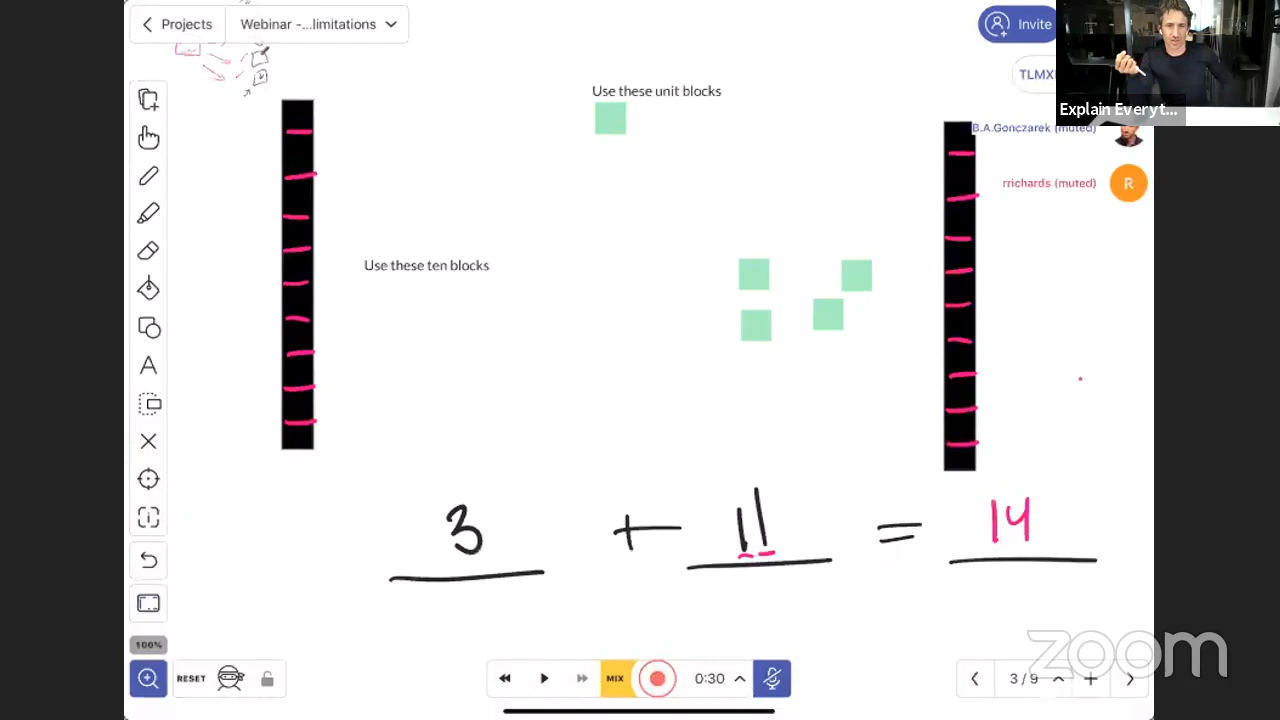 Projects
Webinar -...limitations
Invite
TLMX
Explain Everyt...
B.A.Gonczarek (muted)
rrichards (muted)
R
Use these unit blocks
Use these ten blocks
A
3 + 11 = 14
100%
RESET
MIX
0:30
3 / 9
zoom